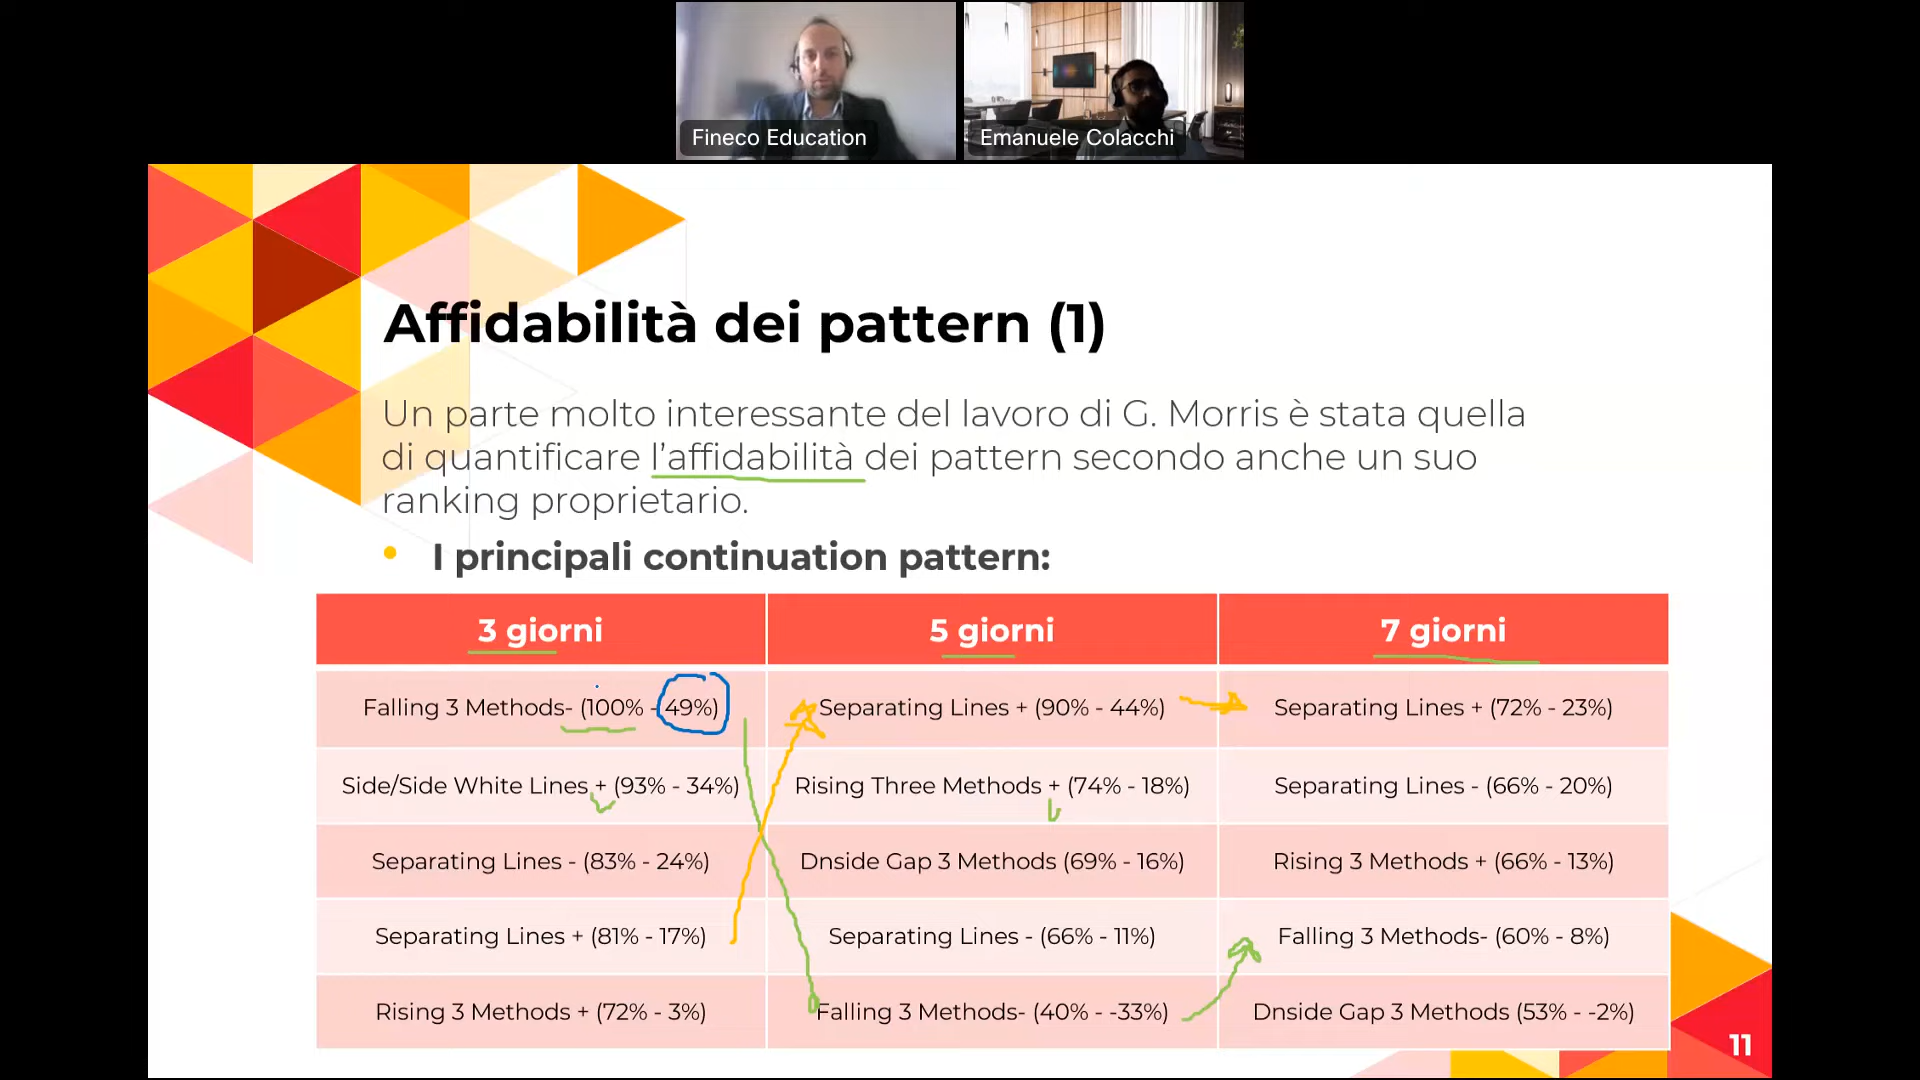 Fineco Education
Emanuele Colacchi
Affidabilità dei pattern (1)
Un parte molto interessante del lavoro di G. Morris è stata quella
di quantificare l'affidabilità dei pattern secondo anche un suo
ranking proprietario.
• I principali continuation pattern:
3 giorni 5 giorni 7 giorni
Falling 3 Methods- (100% - 49%) Separating Lines + (90% - 44%) Separating Lines + (72% - 23%)
Side/Side White Lines + (93% - 34%) Rising Three Methods + (74% - 18%) Separating Lines - (66% - 20%)
Separating Lines - (83% - 24%) Dnside Gap 3 Methods (69% - 16%) Rising 3 Methods + (66% - 13%)
Separating Lines + (81% - 17%) Separating Lines - (66% - 11%) Falling 3 Methods- (60% - 8%)
Rising 3 Methods + (72% - 3%) Falling 3 Methods- (40% - -33%) Dnside Gap 3 Methods (53% - -2%)
11